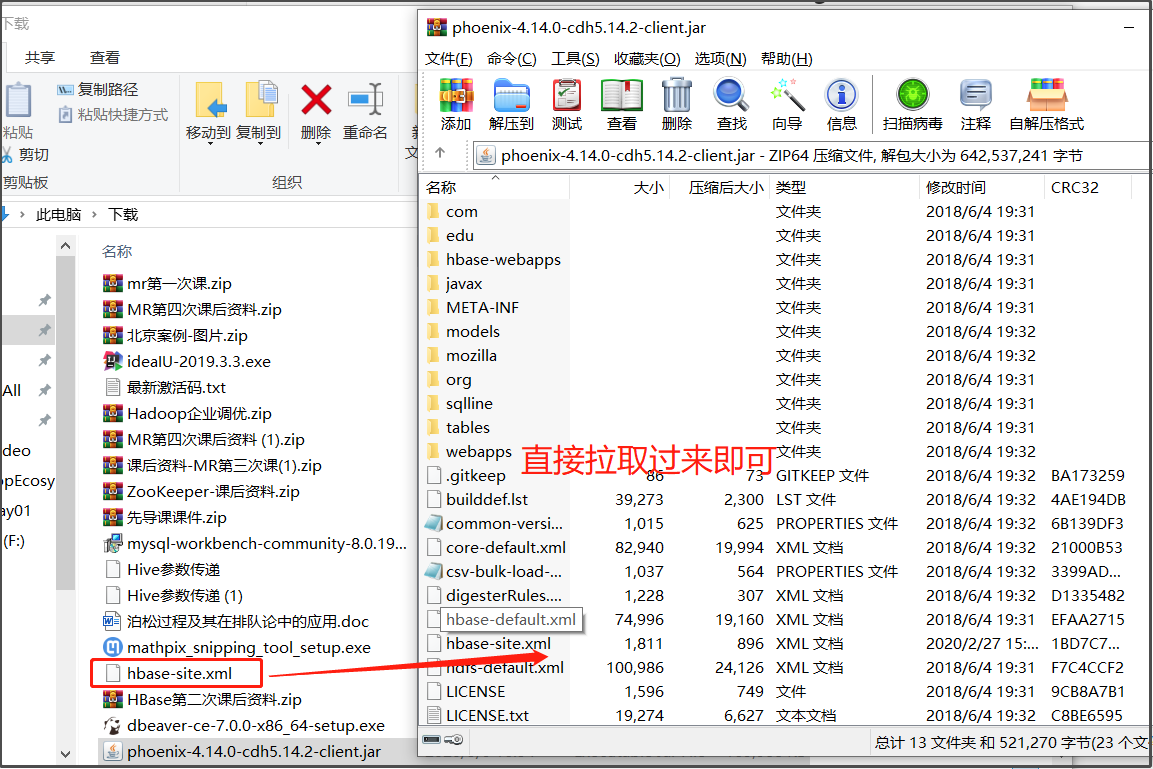 下载
共享
查看
粘贴
复制路径
粘贴快捷方式
剪切
剪贴板
移动到
复制到
删除
重命名
组织
此电脑 › 下载
All
deo
pEcosy
ay01
(F:)
名称
mr第一次课.zip
MR第四次课后资料.zip
北京案例-图片.zip
ideaIU-2019.3.3.exe
最新激活码.txt
Hadoop企业调优.zip
MR第四次课后资料 (1).zip
课后资料-MR第三次课(1).zip
ZooKeeper-课后资料.zip
先导课课件.zip
mysql-workbench-community-8.0.19...
Hive参数传递
Hive参数传递 (1)
泊松过程及其在排队论中的应用.doc
mathpix_snipping_tool_setup.exe
hbase-site.xml
HBase第二次课后资料.zip
dbeaver-ce-7.0.0-x86_64-setup.exe
phoenix-4.14.0-cdh5.14.2-client.jar
phoenix-4.14.0-cdh5.14.2-client.jar
文件(F) 命令(C) 工具(S) 收藏夹(O) 选项(N) 帮助(H)
添加 解压到 测试 查看 删除 查找 向导 信息 扫描病毒 注释 自解压格式
phoenix-4.14.0-cdh5.14.2-client.jar - ZIP64 压缩文件, 解包大小为 642,537,241 字节
名称 大小 压缩后大小 类型 修改时间 CRC32
com 文件夹 2018/6/4 19:31
edu 文件夹 2018/6/4 19:31
hbase-webapps 文件夹 2018/6/4 19:31
javax 文件夹 2018/6/4 19:31
META-INF 文件夹 2018/6/4 19:31
models 文件夹 2018/6/4 19:32
mozilla 文件夹 2018/6/4 19:32
org 文件夹 2018/6/4 19:31
sqlline 文件夹 2018/6/4 19:31
tables 文件夹 2018/6/4 19:31
webapps 文件夹 2018/6/4 19:32
直接拉取过来即可
.gitkeep 86 73 GITKEEP 文件 2018/6/4 19:32 BA173259
builddef.lst 39,273 2,300 LST 文件 2018/6/4 19:32 4AE194DB
common-versi... 1,015 625 PROPERTIES 文件 2018/6/4 19:32 6B139DF3
core-default.xml 82,940 19,994 XML 文档 2018/6/4 19:32 21000B53
csv-bulk-load-... 1,037 564 PROPERTIES 文件 2018/6/4 19:32 3399AD...
digesterRules.... 1,228 307 XML 文档 2018/6/4 19:32 D1335482
hbase-default.xml 74,996 19,160 XML 文档 2018/6/4 19:32 EFAA2715
hbase-site.xml 1,811 896 XML 文档 2020/2/27 15:... 1BD7C7...
hdfs-default.xml 100,986 24,126 XML 文档 2018/6/4 19:32 F7C4CCF2
LICENSE 1,596 749 文件 2018/6/4 19:32 9CB8A7B1
LICENSE.txt 19,274 6,627 文本文档 2018/6/4 19:32 C8BE6595
总计 13 文件夹 和 521,270 字节(23 个文